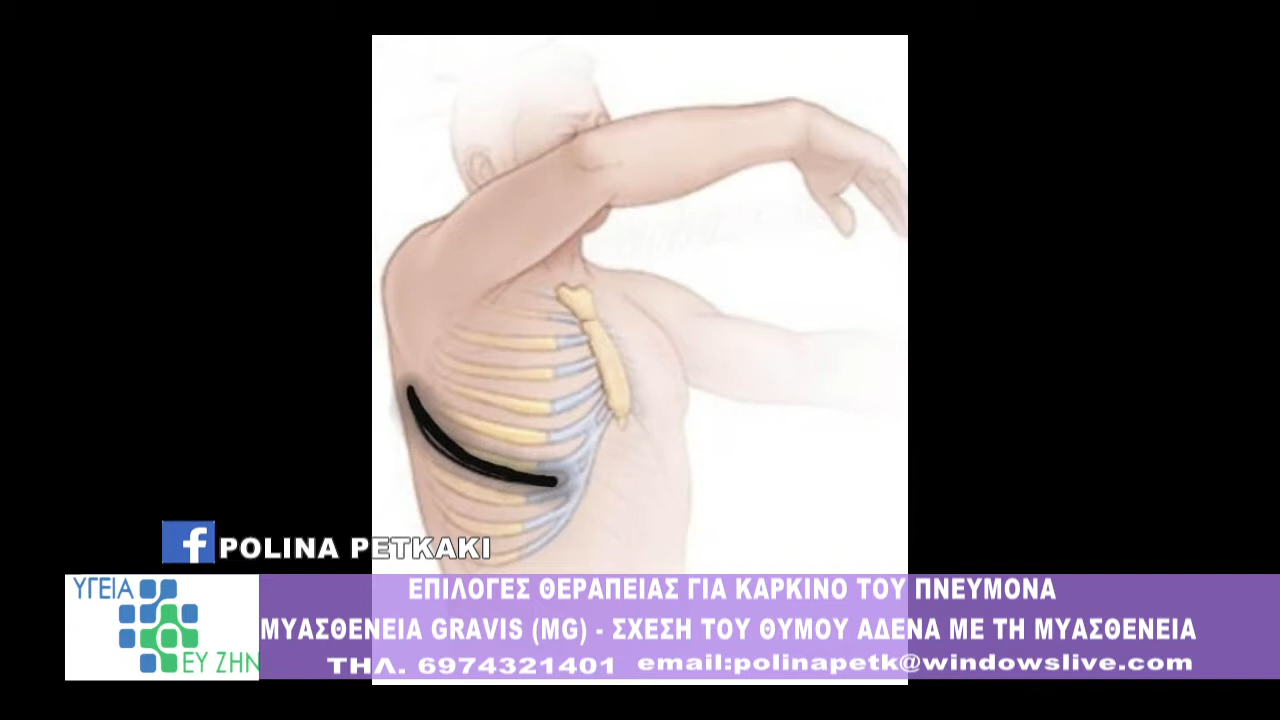 POLINA PETKAKI
ΥΓΕΙΑ
ΕΥ ΖΗΝ
ΕΠΙΛΟΓΕΣ ΘΕΡΑΠΕΙΑΣ ΓΙΑ ΚΑΡΚΙΝΟ ΤΟΥ ΠΝΕΥΜΟΝΑ
ΜΥΑΣΘΕΝΕΙΑ GRAVIS (MG) - ΣΧΕΣΗ ΤΟΥ ΘΥΜΟΥ ΑΔΕΝΑ ΜΕ ΤΗ ΜΥΑΣΘΕΝΕΙΑ
ΤΗΛ. 6974321401 email:polinapetk@windowslive.com